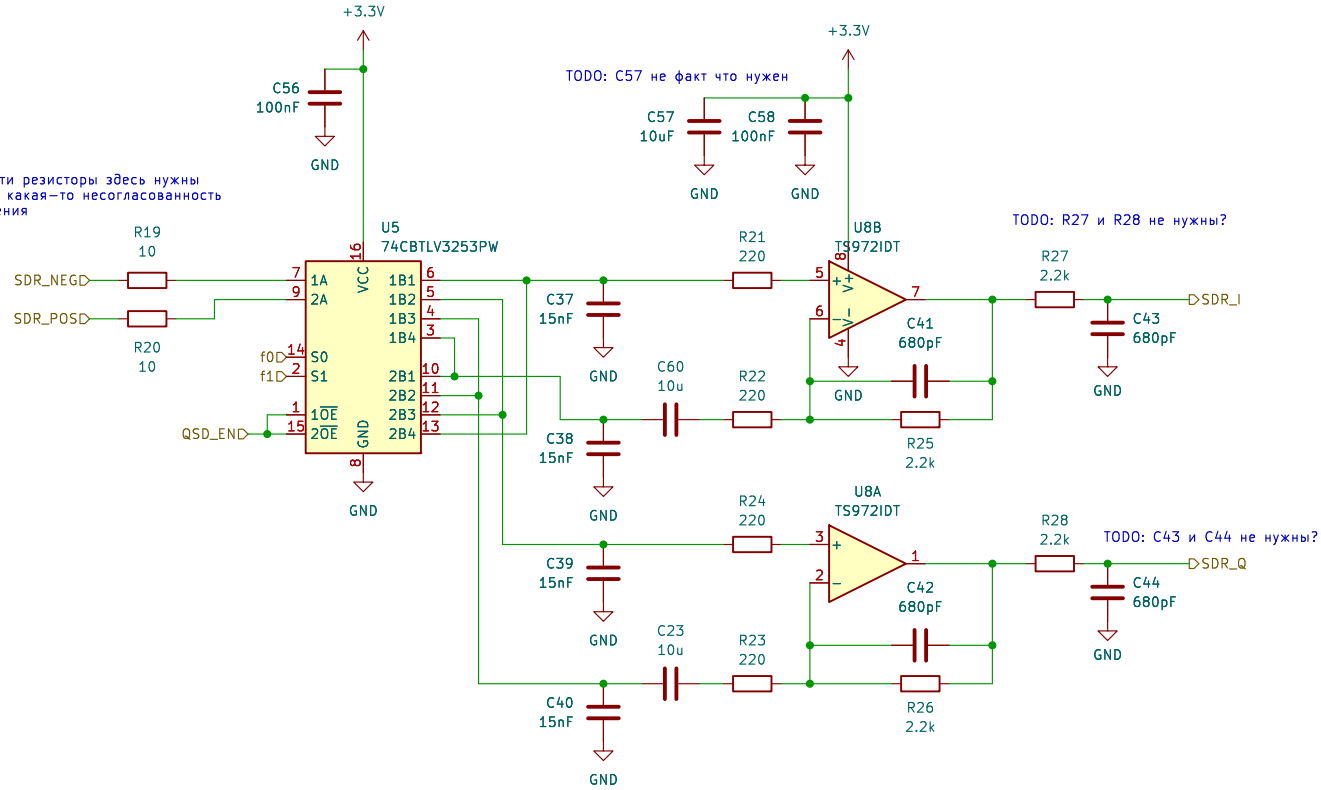 +3.3V
+3.3V
TODO: C57 не факт что нужен
C56
100nF
GND
C57
10uF
GND
C58
100nF
GND
ти резисторы здесь нужны
какая-то несогласованность
ения
R19
10
SDR_NEG
SDR_POS
R20
10
f0
f1
QSD_EN
U5
74CBTLV3253PW
16
VCC
7 1A
9 2A
14 S0
2 S1
1 1OE
15 2OE
GND
8
GND
1B1 6
1B2 5
1B3 4
1B4 3
2B1 10
2B2 11
2B3 12
2B4 13
C37
15nF
GND
R21
220
C60
10u
R22
220
C38
15nF
GND
U8B
TS972IDT
8
V+
5 +
6 -
V-
4
7
GND
C41
680pF
R25
2.2k
TODO: R27 и R28 не нужны?
R27
2.2k
SDR_I
C43
680pF
GND
R24
220
C39
15nF
GND
C23
10u
R23
220
C40
15nF
GND
U8A
TS972IDT
3 +
2 -
1
C42
680pF
R26
2.2k
R28
2.2k
TODO: C43 и C44 не нужны?
SDR_Q
C44
680pF
GND